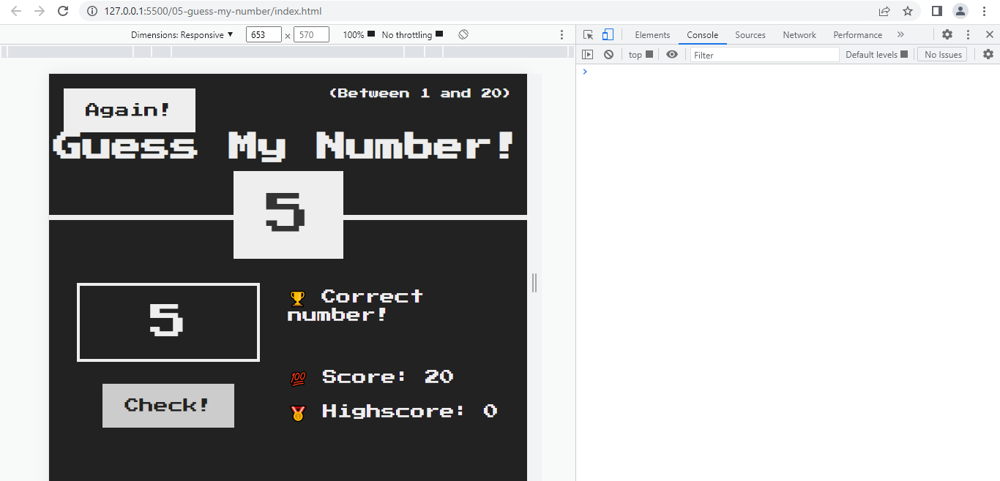 127.0.0.1:5500/05-guess-my-number/index.html
Dimensions: Responsive ▼ 653 × 570 100% No throttling
Elements Console Sources Network Performance »
top Filter Default levels No Issues
(Between 1 and 20)
Again!
Guess My Number!
5
5
🏆 Correct
number!
💯 Score: 20
Check!
🥇 Highscore: 0